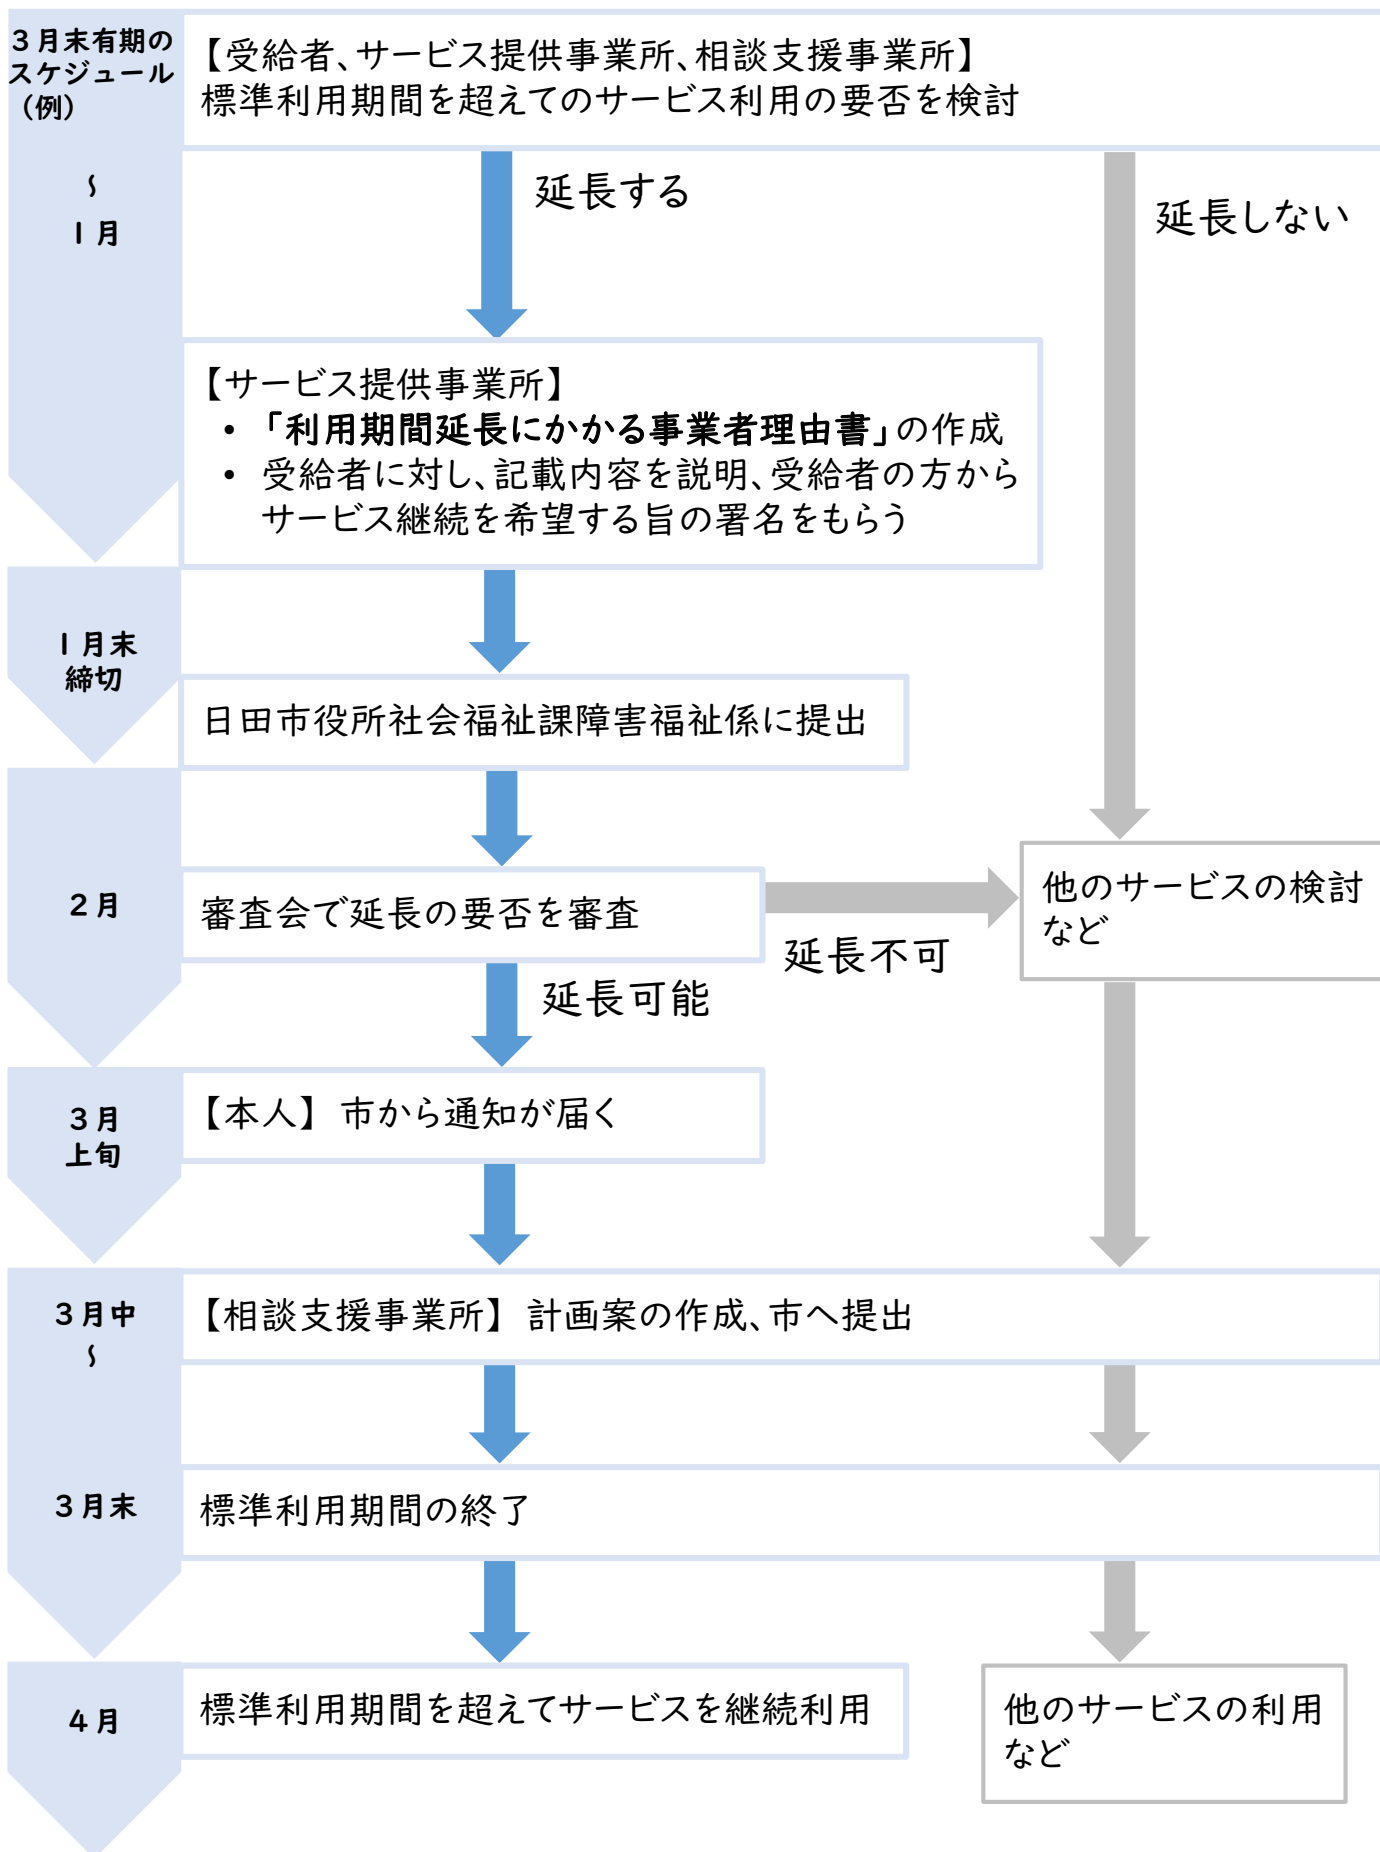 3月末有期の
スケジュール
(例)
【受給者、サービス提供事業所、相談支援事業所】
標準利用期間を超えてのサービス利用の要否を検討
～
1月
延長する
延長しない
【サービス提供事業所】
• 「利用期間延長にかかる事業者理由書」の作成
• 受給者に対し、記載内容を説明、受給者の方から
サービス継続を希望する旨の署名をもらう
1月末
締切
日田市役所社会福祉課障害福祉係に提出
2月
審査会で延長の要否を審査
延長不可
他のサービスの検討
など
延長可能
3月
上旬
【本人】 市から通知が届く
3月中
～
【相談支援事業所】 計画案の作成、市へ提出
3月末
標準利用期間の終了
4月
標準利用期間を超えてサービスを継続利用
他のサービスの利用
など